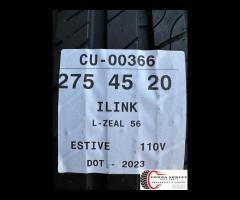 CU-00366
275 45 20
ILINK
L-ZEAL 56
ESTIVE 110V
DOT - 2023